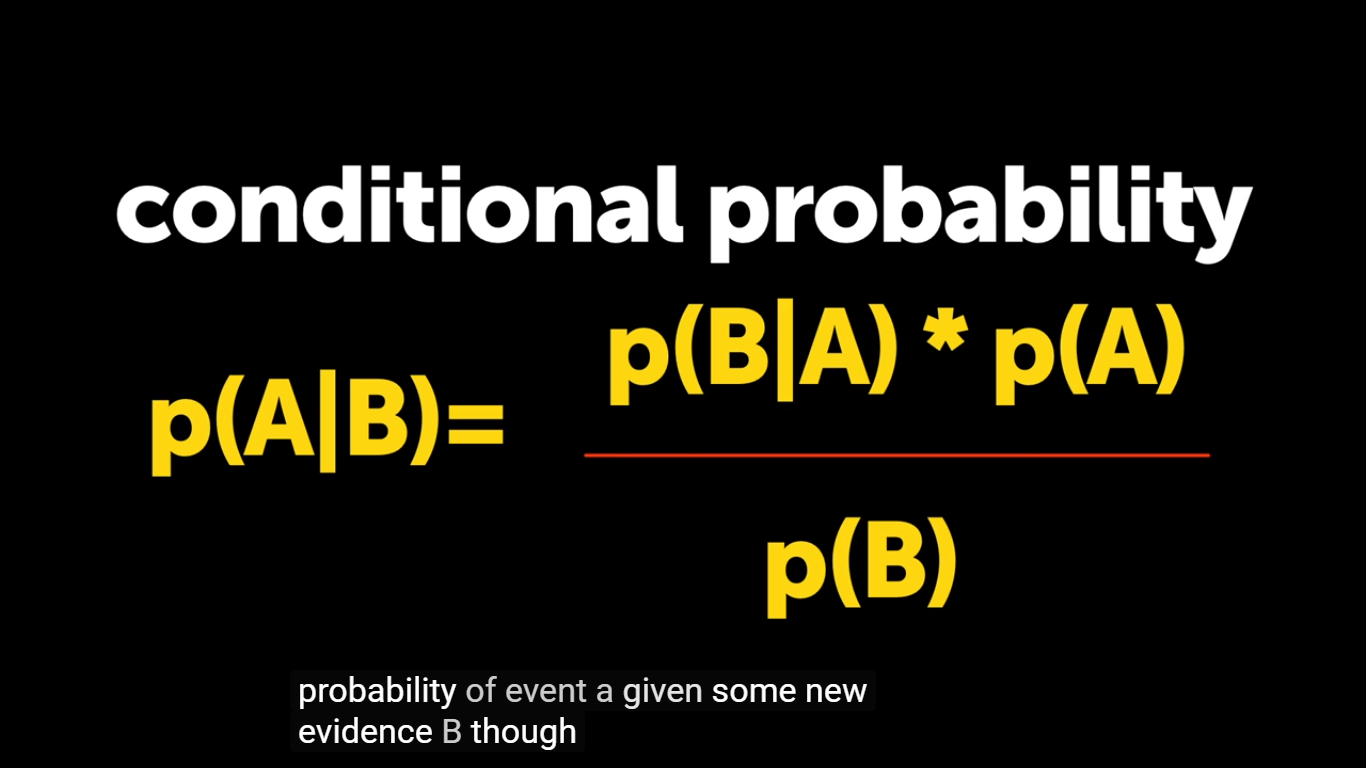 conditional probability
p(B|A) * p(A)
p(A|B)=
p(B)
probability of event a given some new
evidence B though